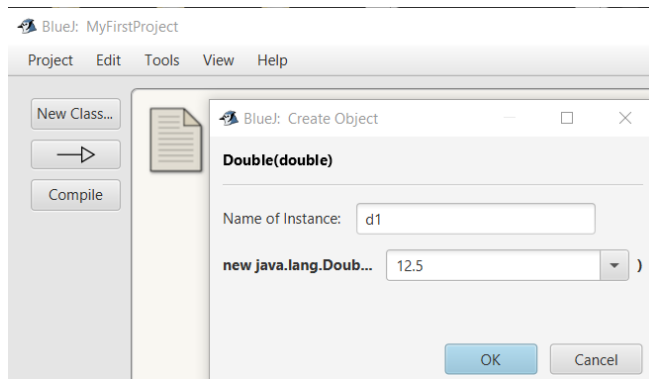 BlueJ: MyFirstProject
Project Edit Tools View Help
New Class...
Compile
BlueJ: Create Object
Double(double)
Name of Instance: d1
new java.lang.Doub... 12.5 )
OK Cancel